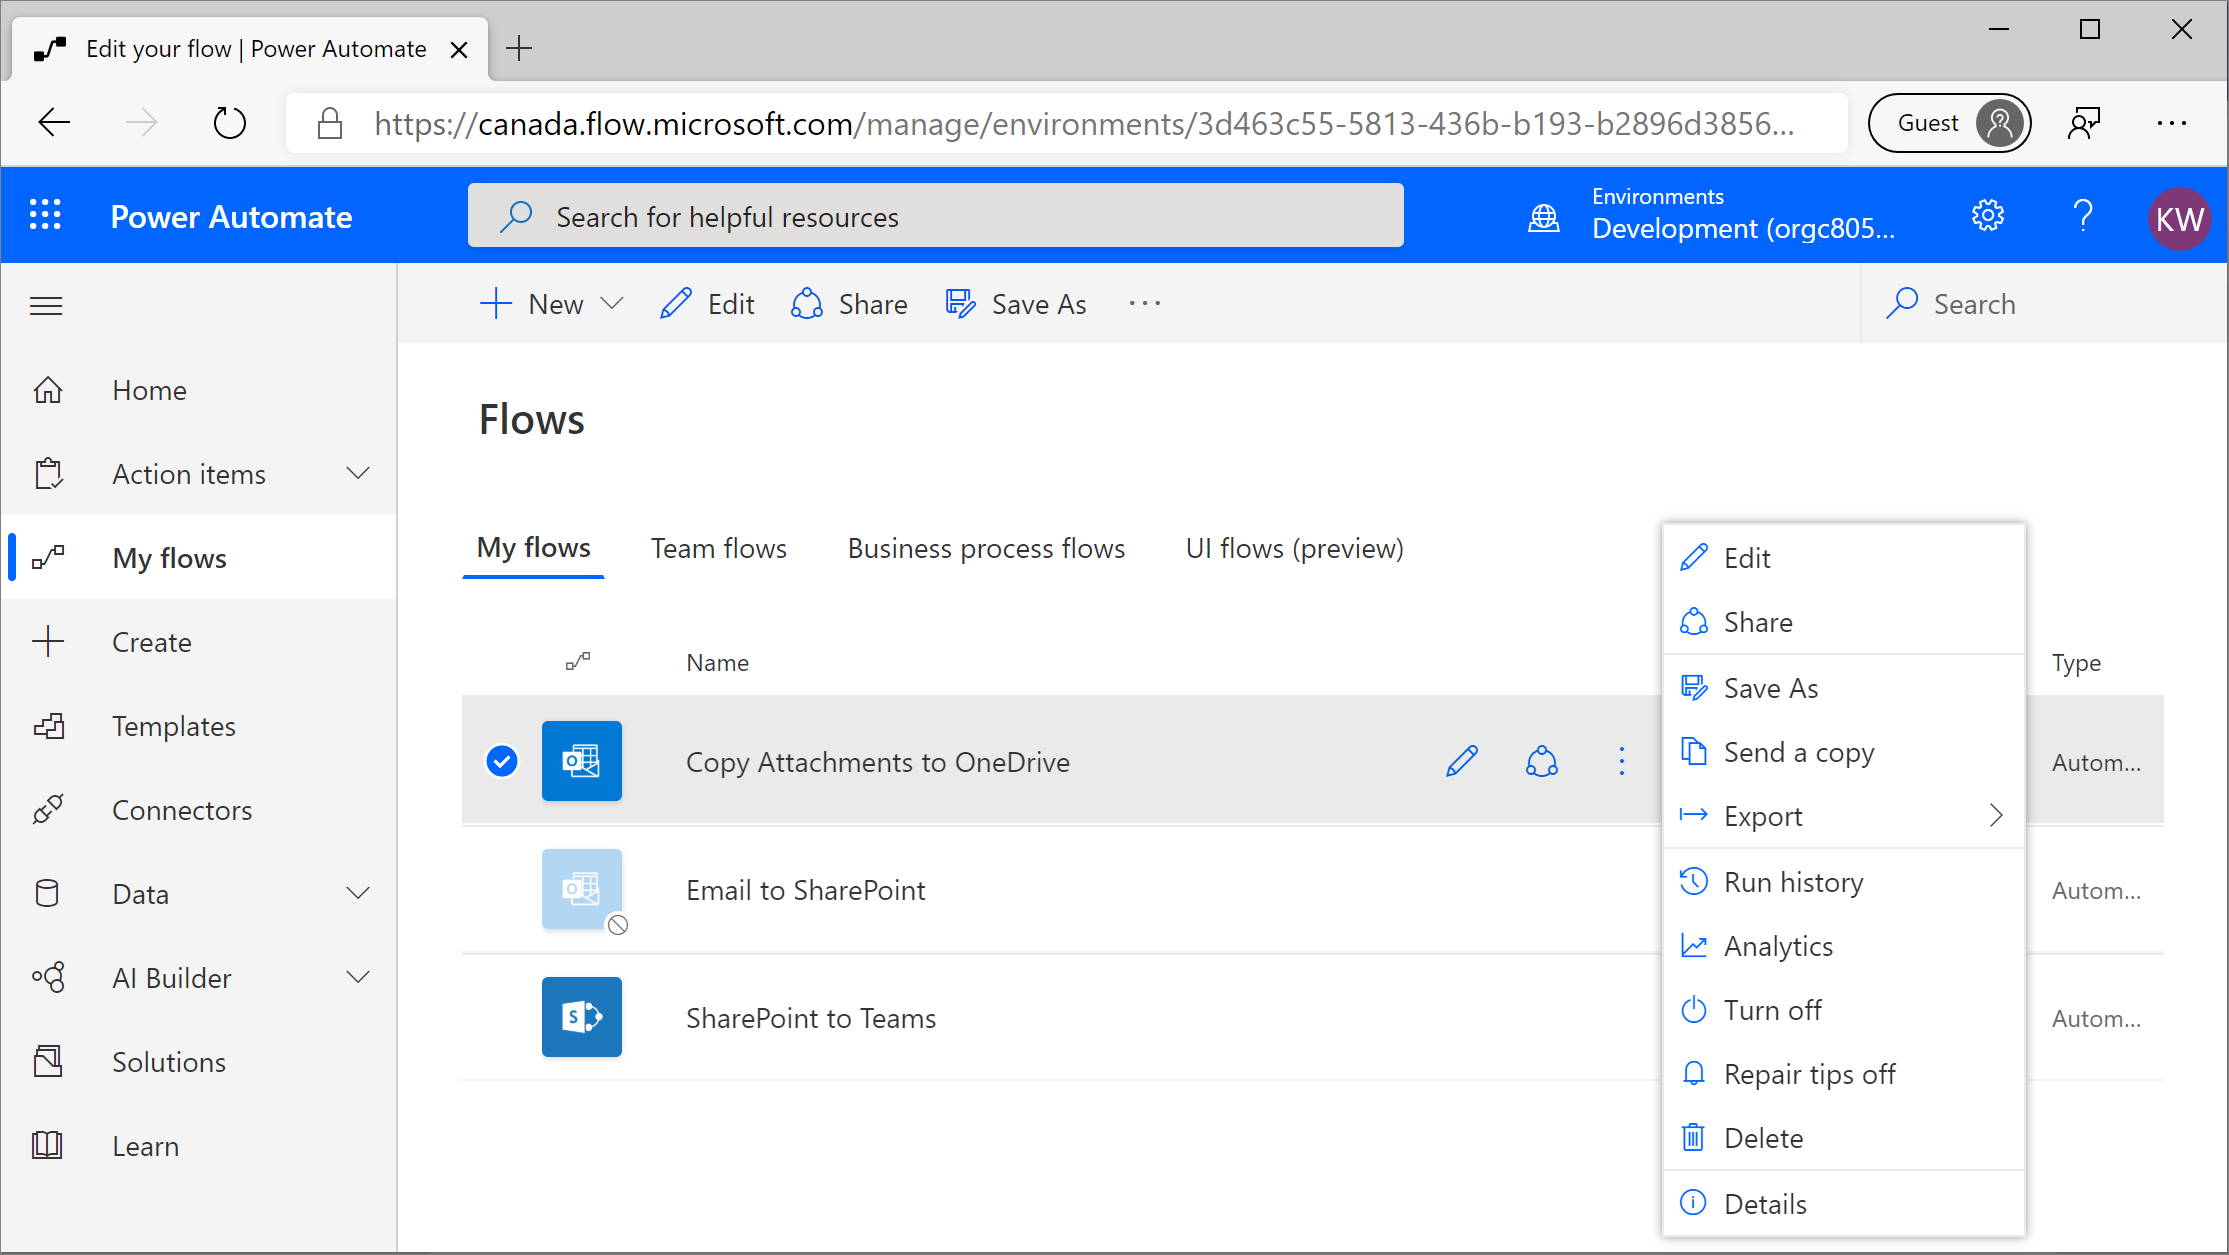 Edit your flow | Power Automate
https://canada.flow.microsoft.com/manage/environments/3d463c55-5813-436b-b193-b2896d3856...
Guest
Power Automate
Search for helpful resources
Environments
Development (orgc805...
KW
New
Edit
Share
Save As
Search
Home
Action items
My flows
Create
Templates
Connectors
Data
AI Builder
Solutions
Learn
Flows
My flows
Team flows
Business process flows
UI flows (preview)
Name
Type
Copy Attachments to OneDrive
Autom...
Email to SharePoint
Autom...
SharePoint to Teams
Autom...
Edit
Share
Save As
Send a copy
Export
Run history
Analytics
Turn off
Repair tips off
Delete
Details